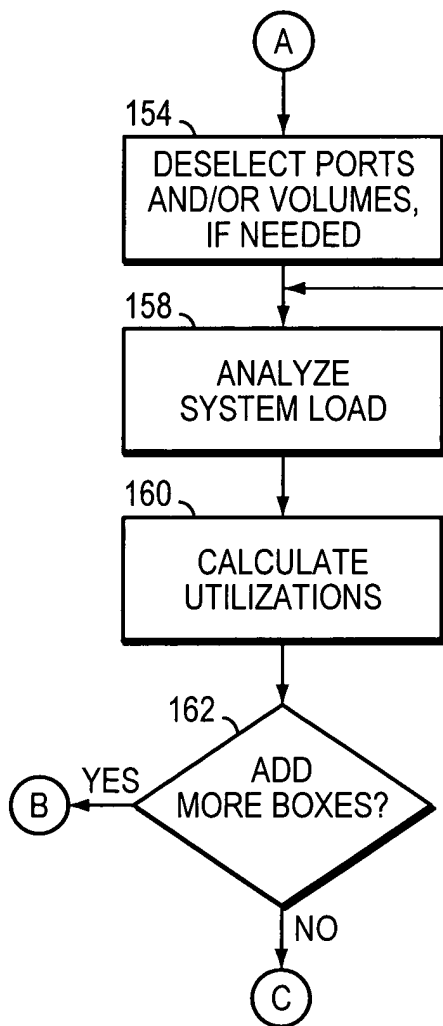 A
154
DESELECT PORTS
AND/OR VOLUMES,
IF NEEDED
158
ANALYZE
SYSTEM LOAD
160
CALCULATE
UTILIZATIONS
162
ADD
MORE BOXES?
YES
B
NO
C